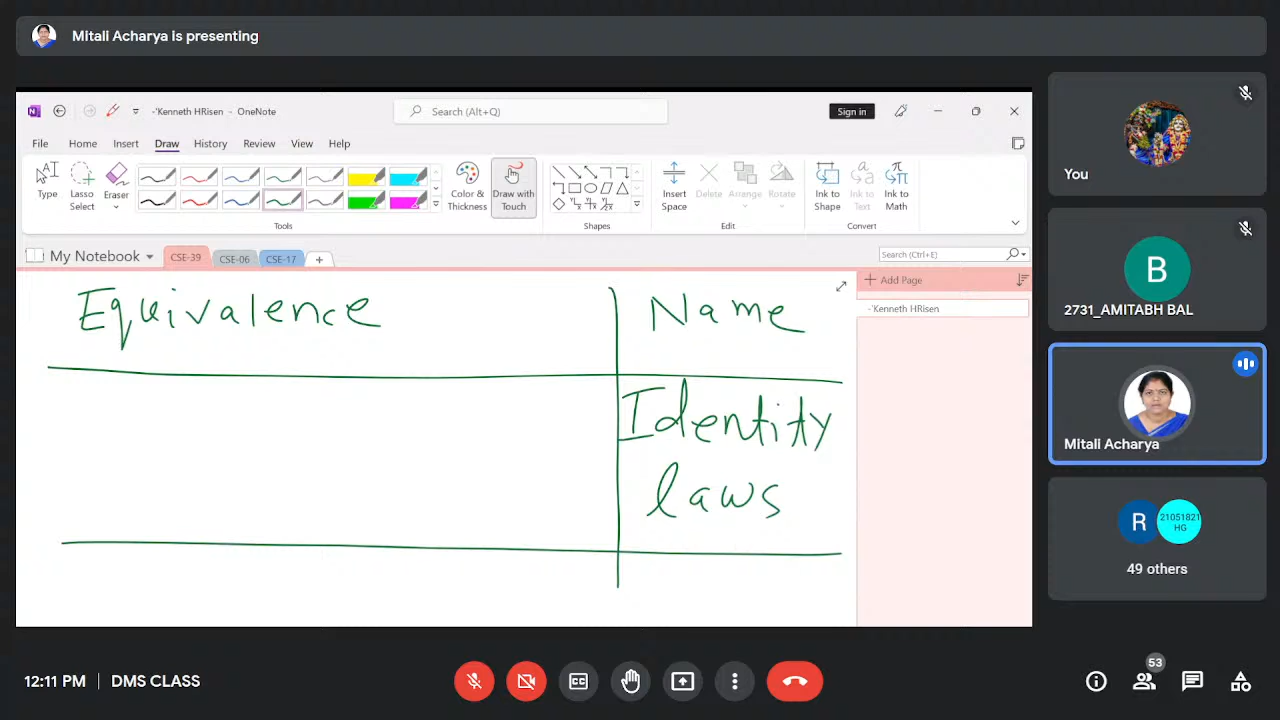 Mitali Acharya is presenting
-'Kenneth HRisen - OneNote
Search (Alt+Q)
Sign in
File Home Insert Draw History Review View Help
Type
Lasso Select
Eraser
Color & Thickness
Draw with Touch
Insert Space
Delete
Arrange
Rotate
Ink to Shape
Ink to Text
Ink to Math
Tools
Shapes
Edit
Convert
My Notebook
CSE-39
CSE-06
CSE-17
Search (Ctrl+E)
Add Page
-'Kenneth HRisen
Equivalence
Name
Identity
laws
You
B
2731_AMITABH BAL
Mitali Acharya
R
21051821 HG
49 others
12:11 PM | DMS CLASS
53